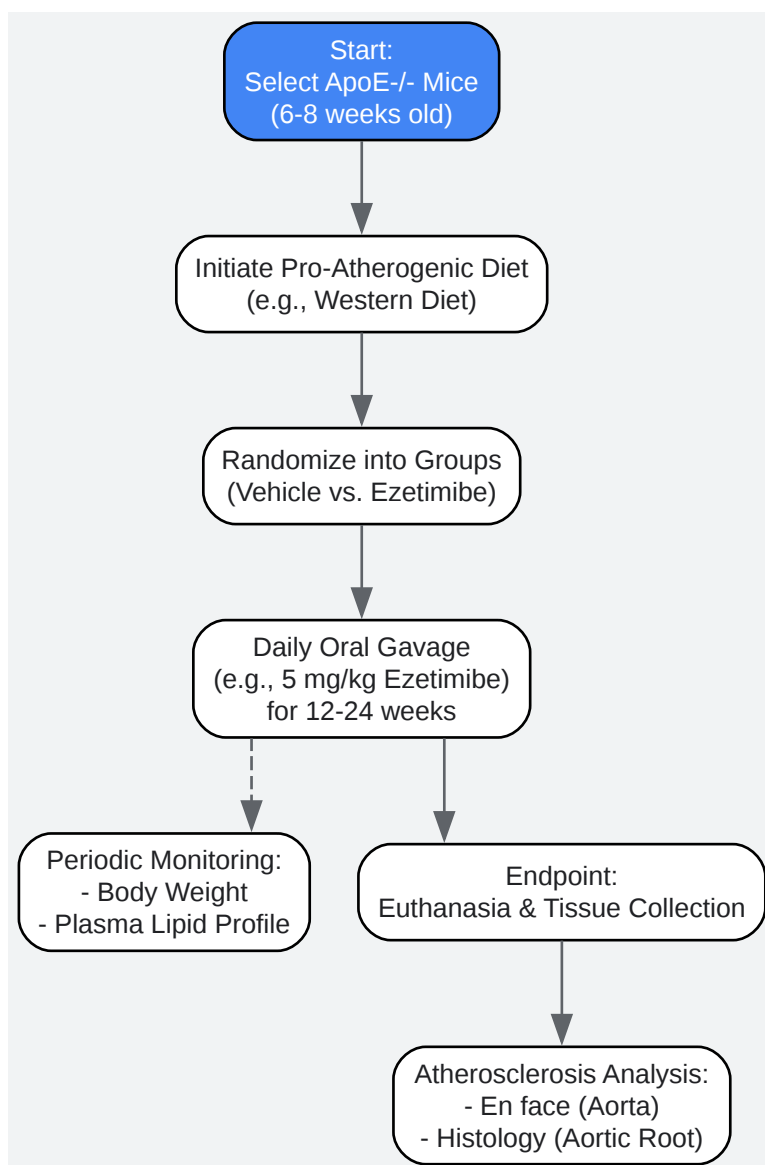 Start:
Select ApoE-/- Mice
(6-8 weeks old)
Initiate Pro-Atherogenic Diet
(e.g., Western Diet)
Randomize into Groups
(Vehicle vs. Ezetimibe)
Daily Oral Gavage
(e.g., 5 mg/kg Ezetimibe)
for 12-24 weeks
Periodic Monitoring:
- Body Weight
- Plasma Lipid Profile
Endpoint:
Euthanasia & Tissue Collection
Atherosclerosis Analysis:
- En face (Aorta)
- Histology (Aortic Root)